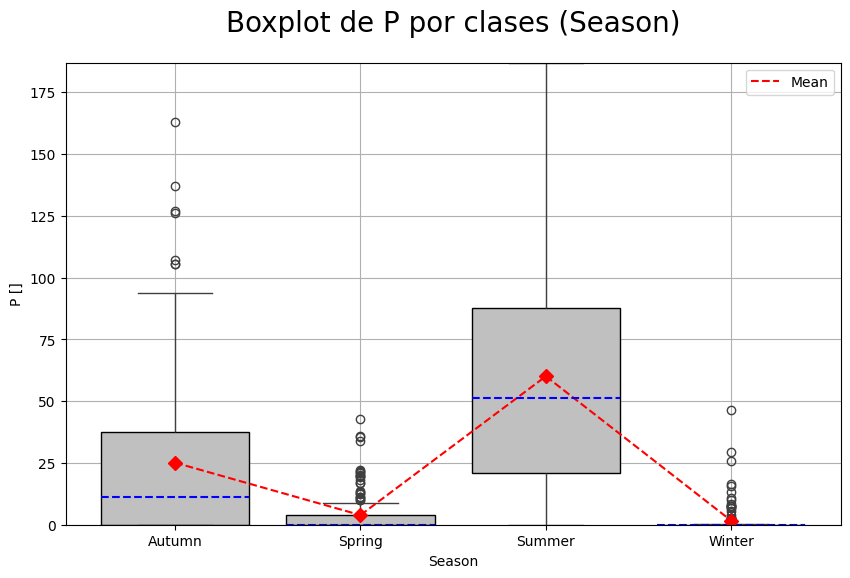 Boxplot de P por clases (Season)
Mean
175
150
125
100
75
50
25
0
P []
Autumn
Spring
Summer
Winter
Season